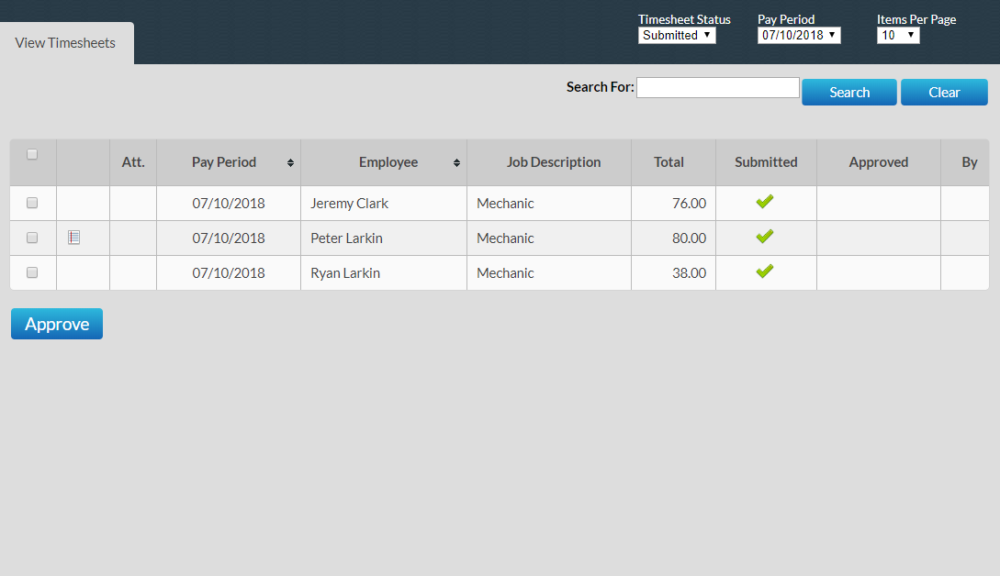 Timesheet Status Pay Period Items Per Page
View Timesheets Submitted 07/10/2018 10
Search For: Search Clear
Att. Pay Period Employee Job Description Total Submitted Approved By
07/10/2018 Jeremy Clark Mechanic 76.00
07/10/2018 Peter Larkin Mechanic 80.00
07/10/2018 Ryan Larkin Mechanic 38.00
Approve